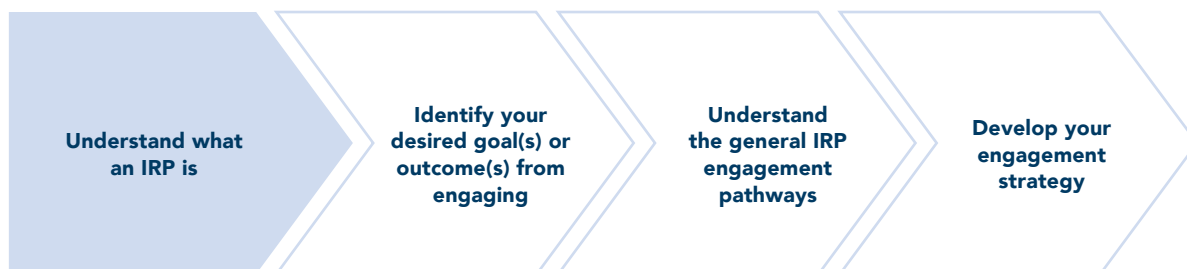 Understand what
an IRP is
Identify your
desired goal(s) or
outcome(s) from
engaging
Understand
the general IRP
engagement
pathways
Develop your
engagement
strategy